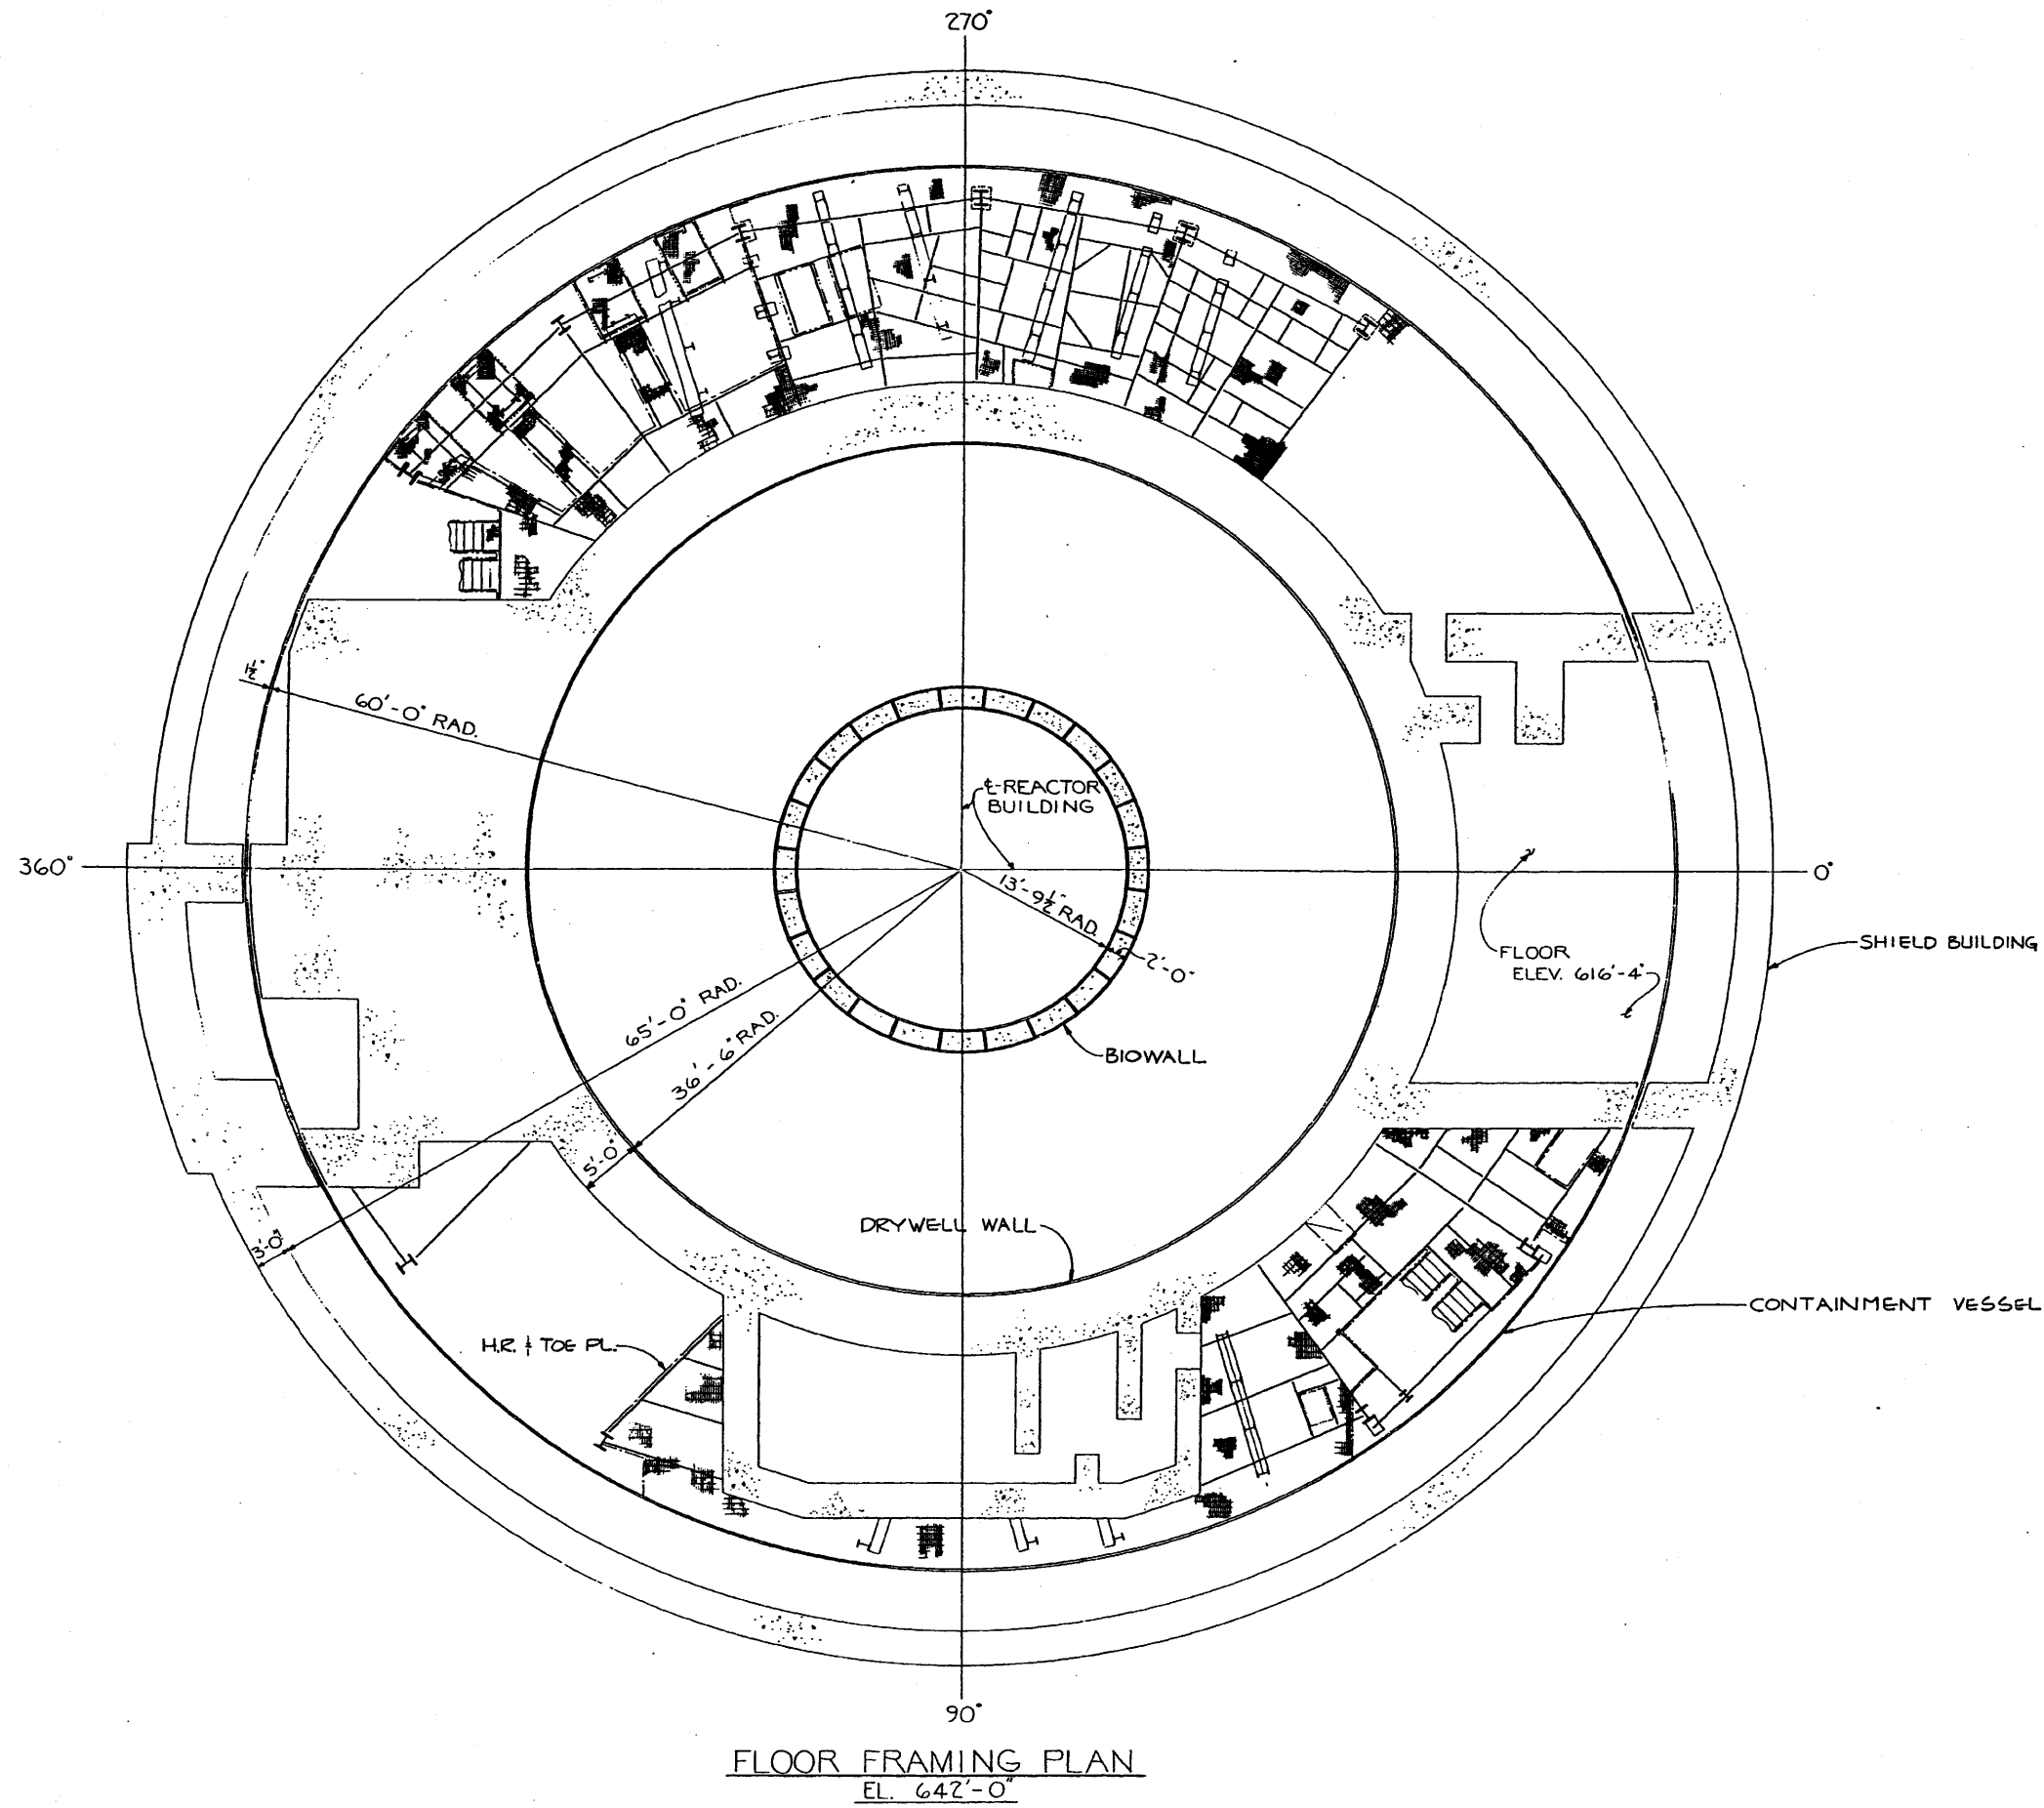 270°
1½"
60'-0" RAD.
℄-REACTOR
BUILDING
360°
0°
13'-9½" RAD.
2'-0"
SHIELD BUILDING
FLOOR
ELEV. 616'-4"
65'-0" RAD.
36'-6" RAD.
BIOWALL
5'-0"
DRYWELL WALL
3'-0"
CONTAINMENT VESSEL
H.R. & TOE PL.
90°
FLOOR FRAMING PLAN
EL. 642'-0"